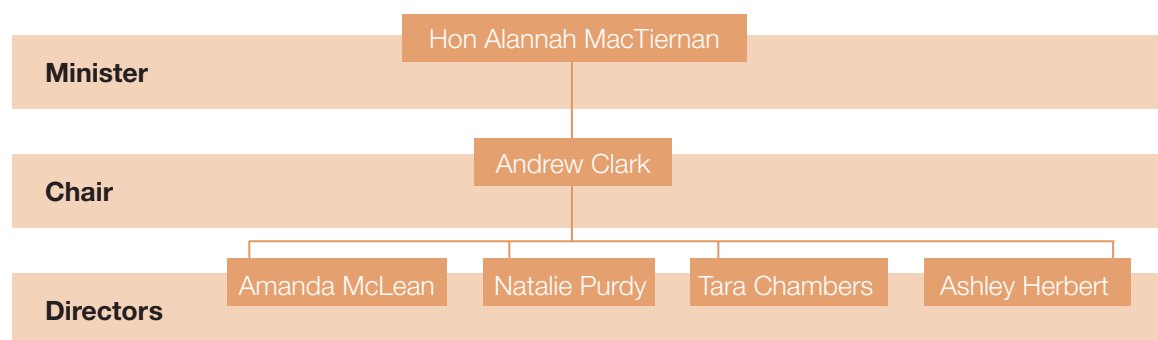 Hon Alannah MacTiernan
Minister
Andrew Clark
Chair
Amanda McLean
Natalie Purdy
Tara Chambers
Ashley Herbert
Directors